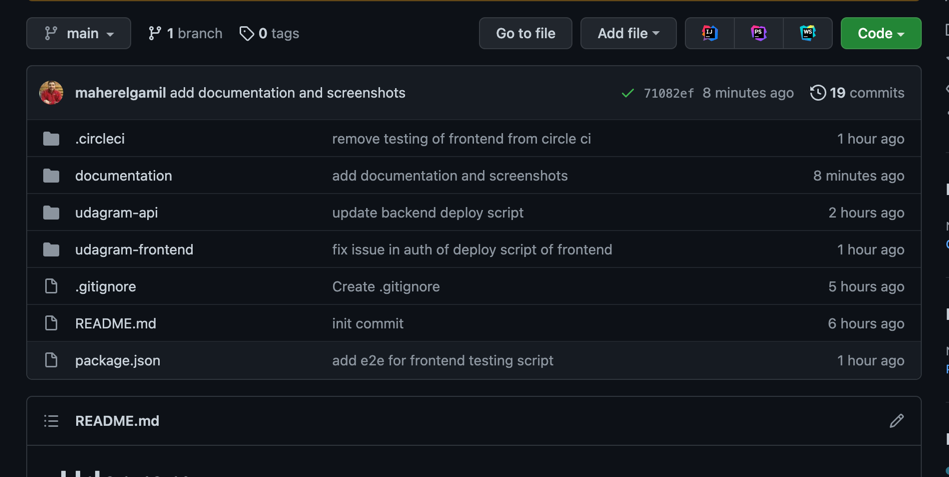 main 1 branch 0 tags Go to file Add file Code
maherelgamil add documentation and screenshots 71082ef 8 minutes ago 19 commits
.circleci remove testing of frontend from circle ci 1 hour ago
documentation add documentation and screenshots 8 minutes ago
udagram-api update backend deploy script 2 hours ago
udagram-frontend fix issue in auth of deploy script of frontend 1 hour ago
.gitignore Create .gitignore 5 hours ago
README.md init commit 6 hours ago
package.json add e2e for frontend testing script 1 hour ago
README.md